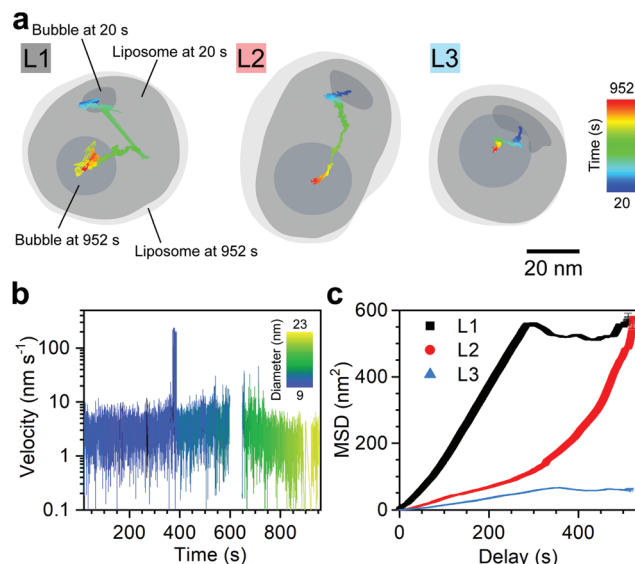 a
Bubble at 20 s
Liposome at 20 s
L1
L2
L3
952
Time (s)
20
Bubble at 952 s
Liposome at 952 s
20 nm
b
c
Velocity (nm s⁻¹)
100
10
1
0.1
23
Diameter (nm)
9
200 400 600 800
Time (s)
MSD (nm²)
600
400
200
0
L1
L2
L3
0 200 400
Delay (s)